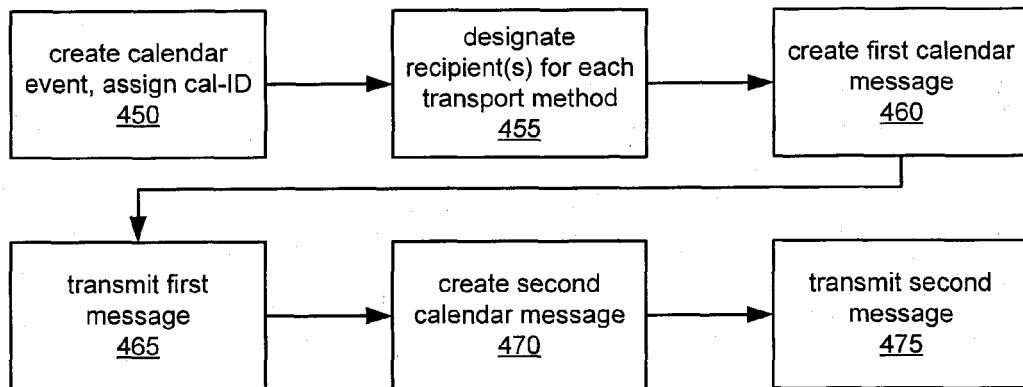 create calendar
event, assign cal-ID
450
designate
recipient(s) for each
transport method
455
create first calendar
message
460
transmit first
message
465
create second
calendar message
470
transmit second
message
475